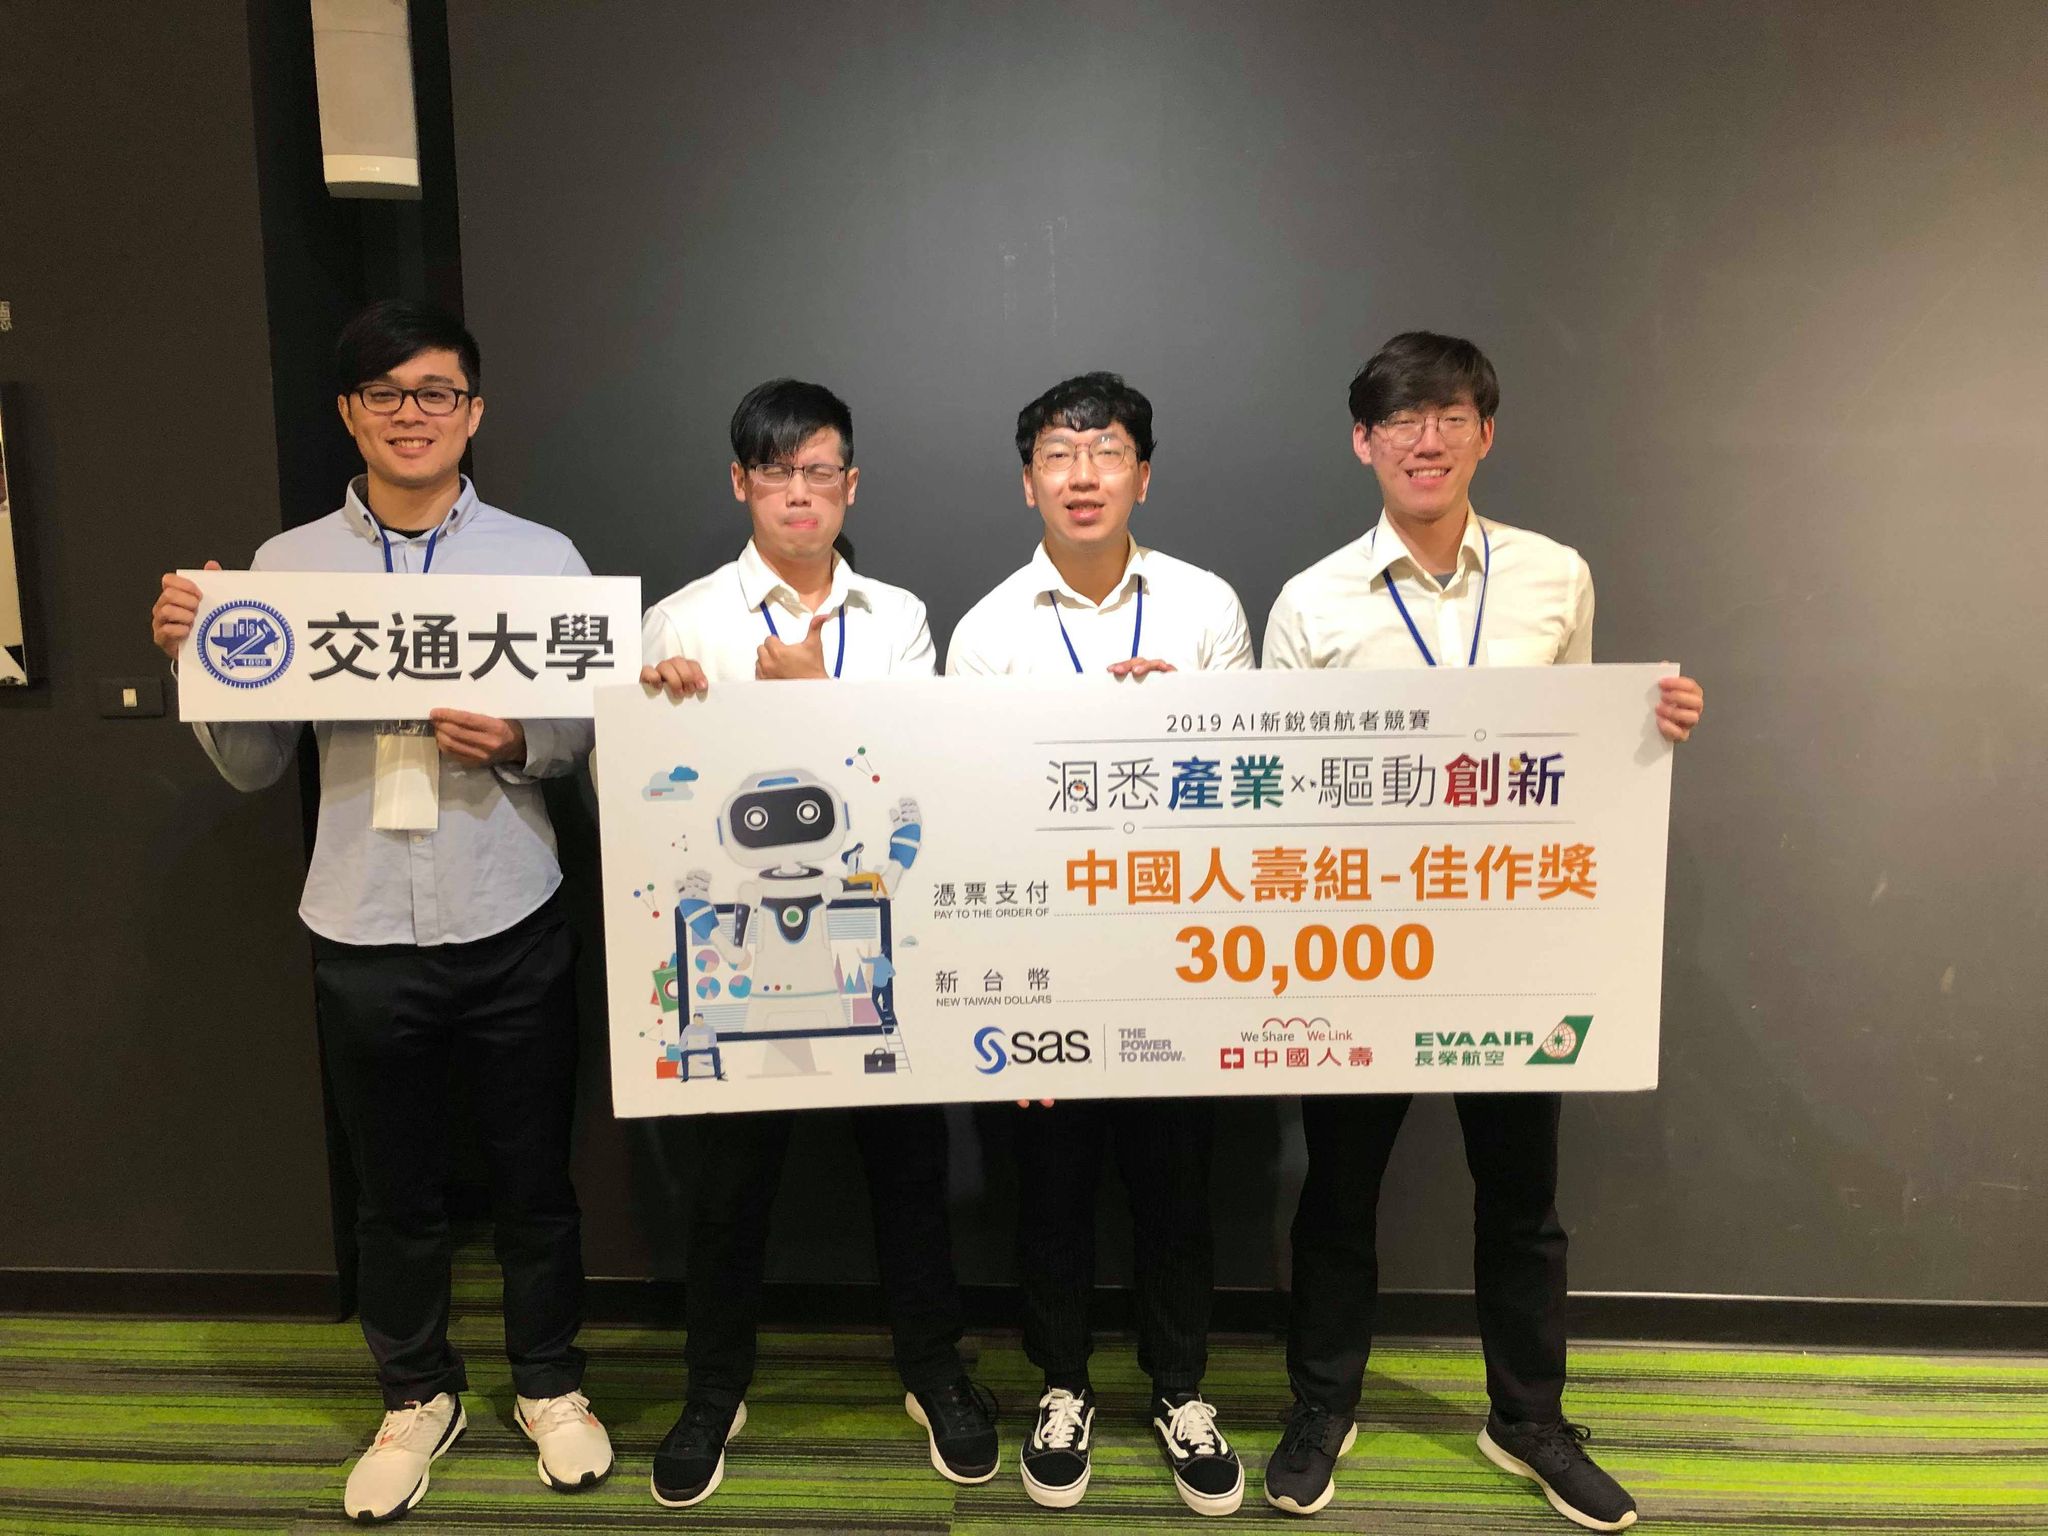 交通大學
1896
2019 AI新銳領航者競賽
洞悉產業×驅動創新
憑票支付 中國人壽組-佳作獎
PAY TO THE ORDER OF
30,000
新台幣
NEW TAIWAN DOLLARS
sas
THE
POWER
TO KNOW
We Share We Link
中國人壽
EVA AIR
長榮航空